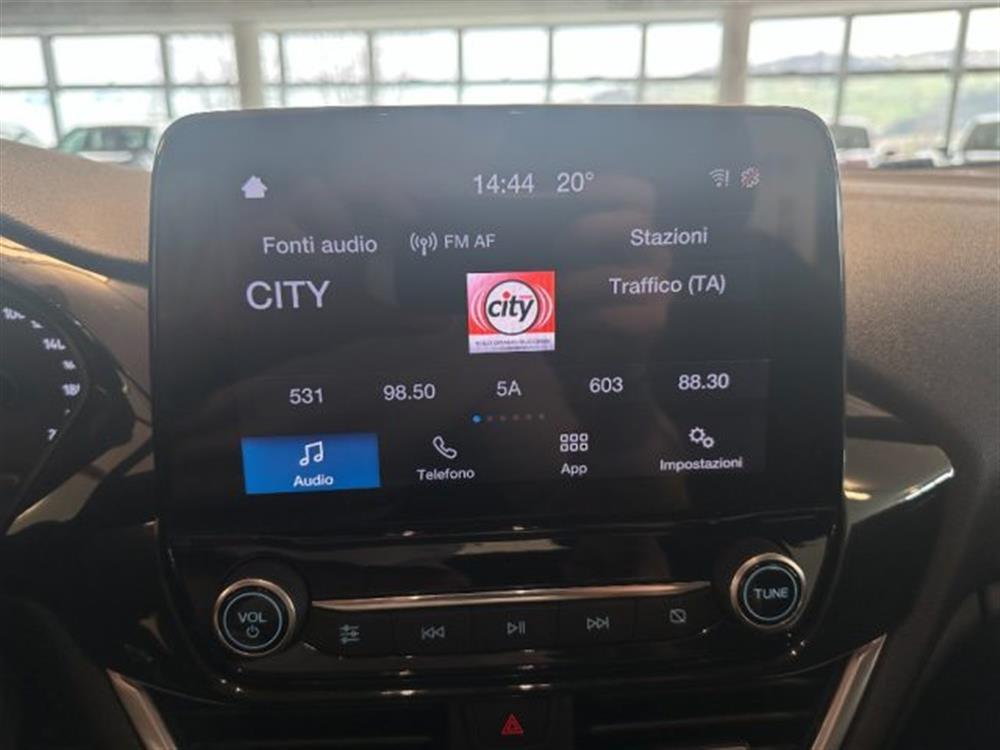 14:44 20°
Fonti audio FM AF Stazioni
CITY city Traffico (TA)
531 98.50 5A 603 88.30
Audio Telefono App Impostazioni
VOL TUNE